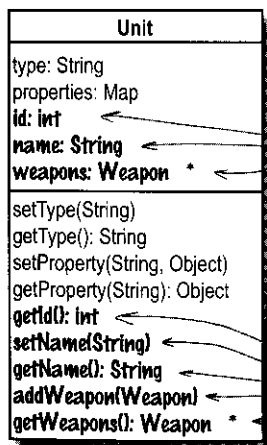 Unit
type: String
properties: Map
id: int
name: String
weapons: Weapon *
setType(String)
getType(): String
setProperty(String, Object)
getProperty(String): Object
getId(): int
setName(String)
getName(): String
addWeapon(Weapon)
getWeapons(): Weapon *